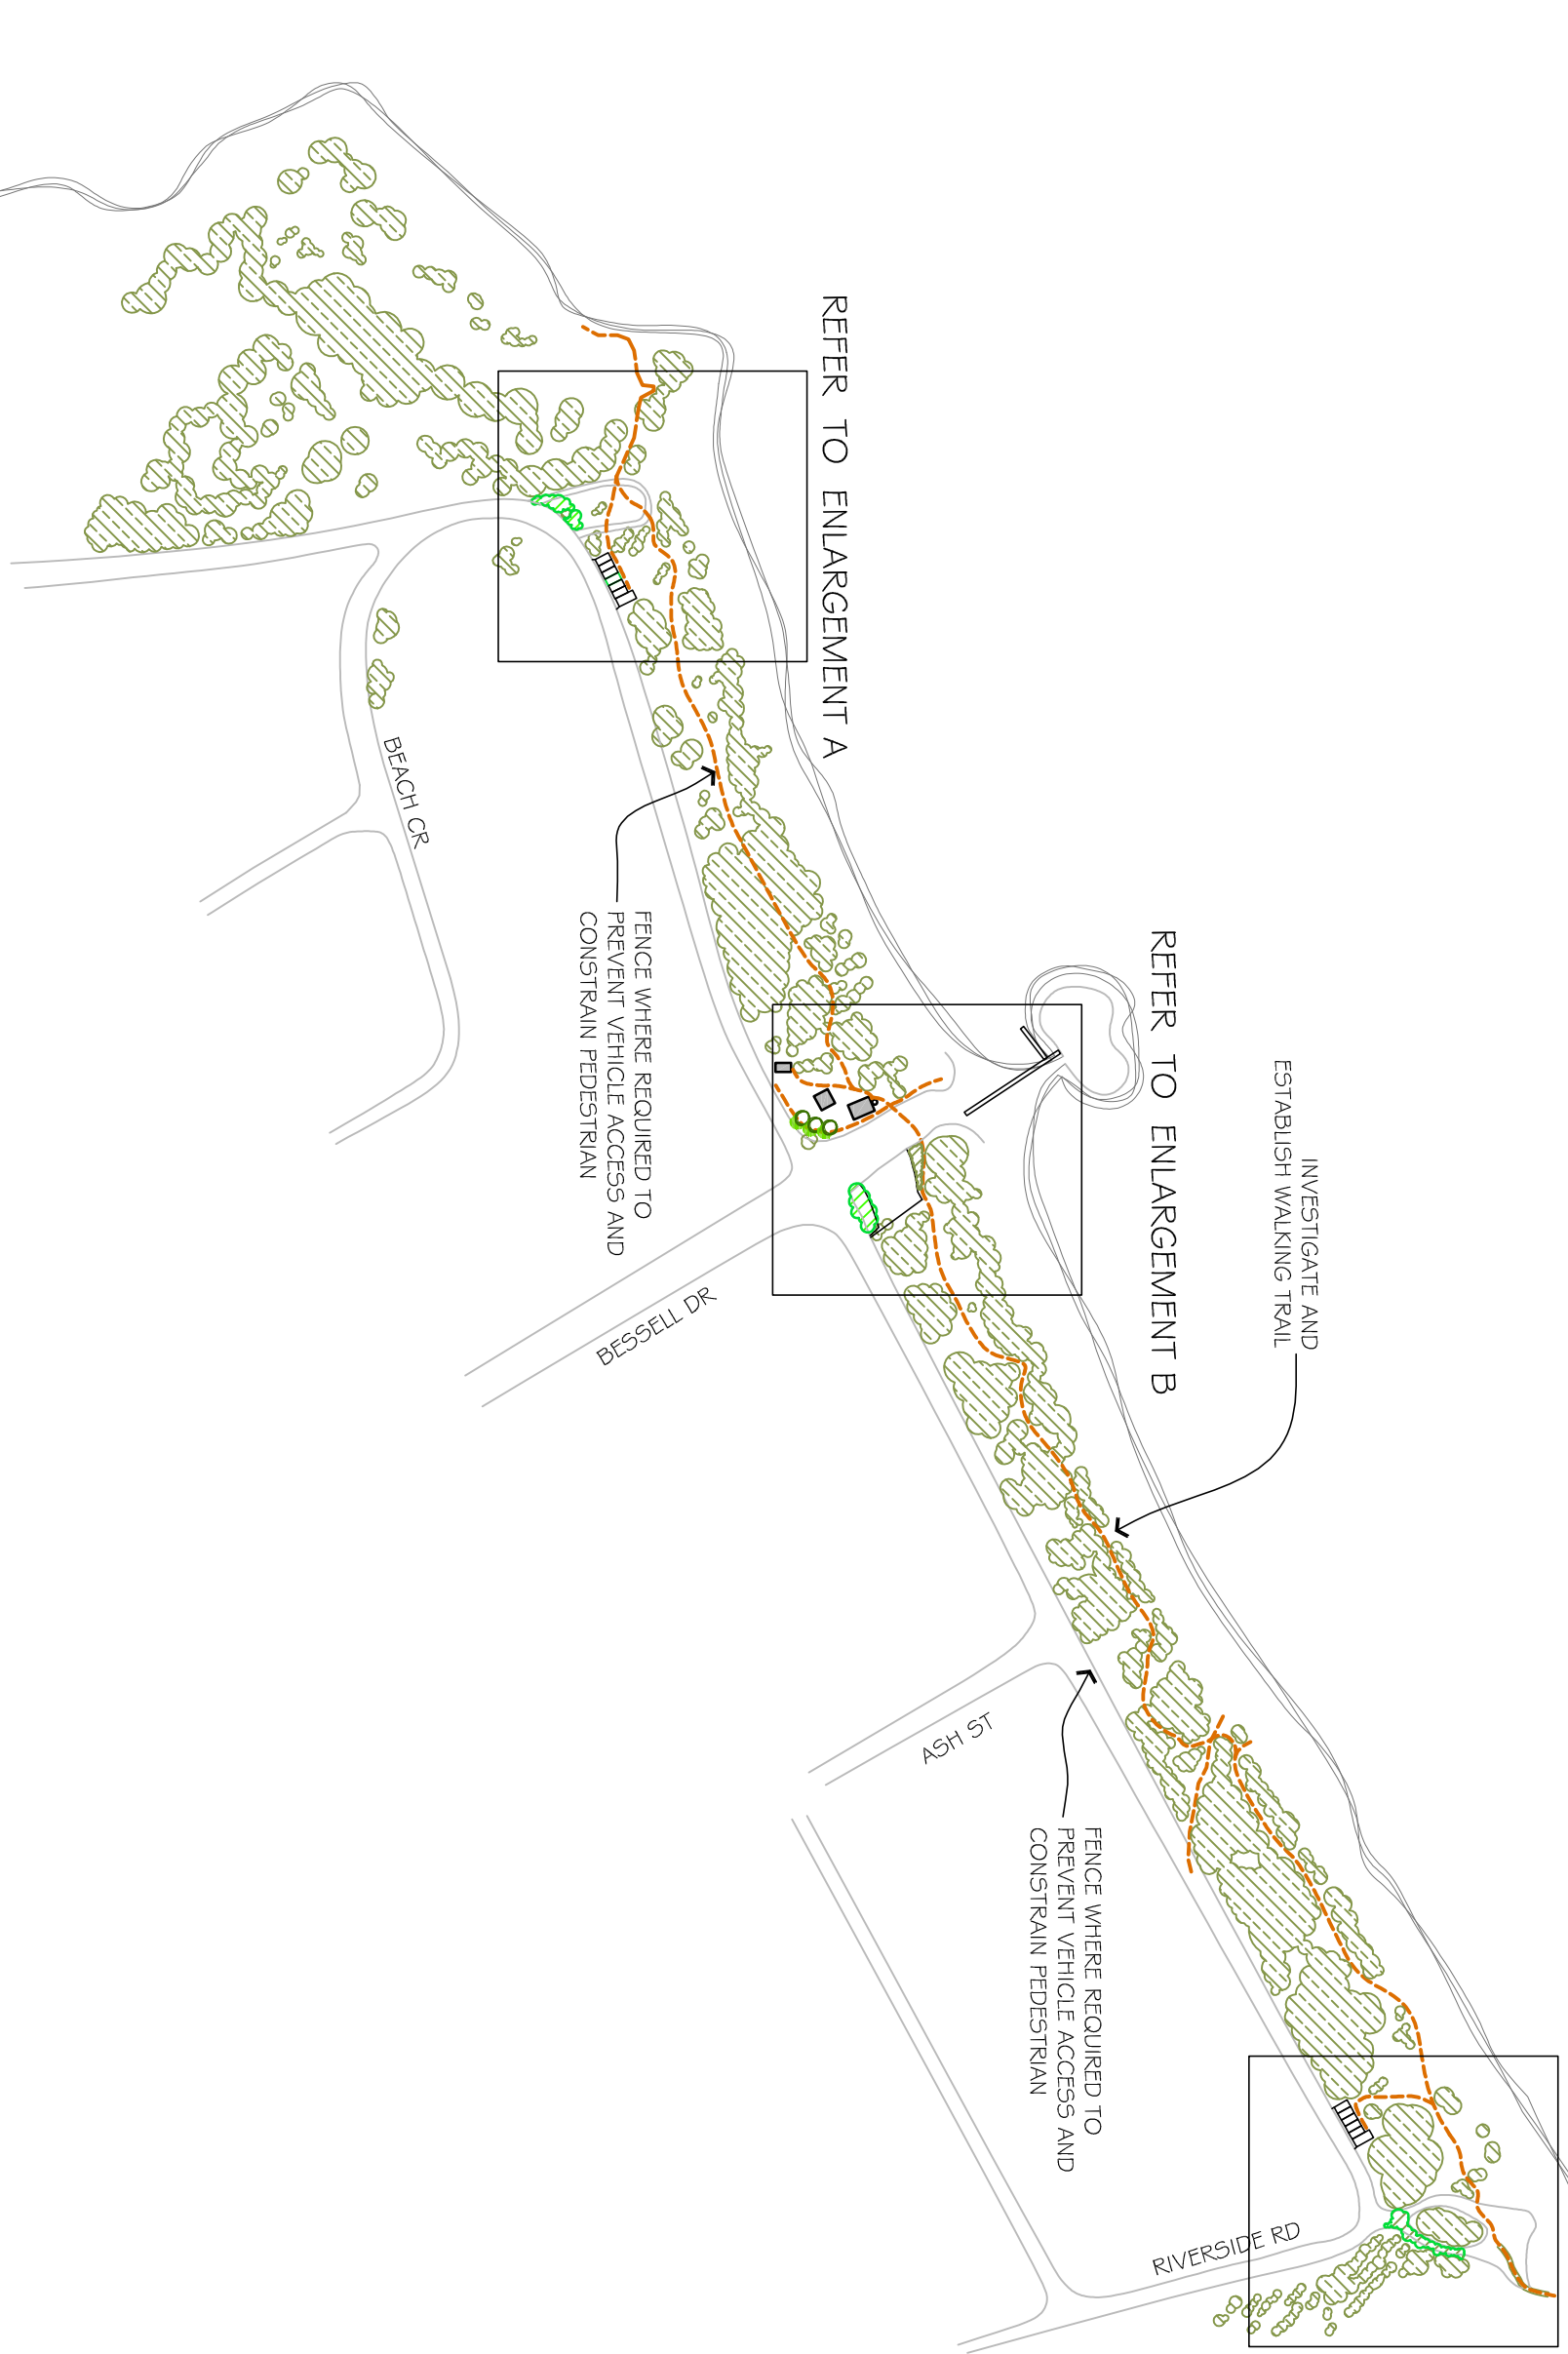 REFER TO ENLARGEMENT A
REFER TO ENLARGEMENT B
INVESTIGATE AND
ESTABLISH WALKING TRAIL
BEACH CR
FENCE WHERE REQUIRED TO
PREVENT VEHICLE ACCESS AND
CONSTRAIN PEDESTRIAN
BESSELL DR
ASH ST
FENCE WHERE REQUIRED TO
PREVENT VEHICLE ACCESS AND
CONSTRAIN PEDESTRIAN
RIVERSIDE RD